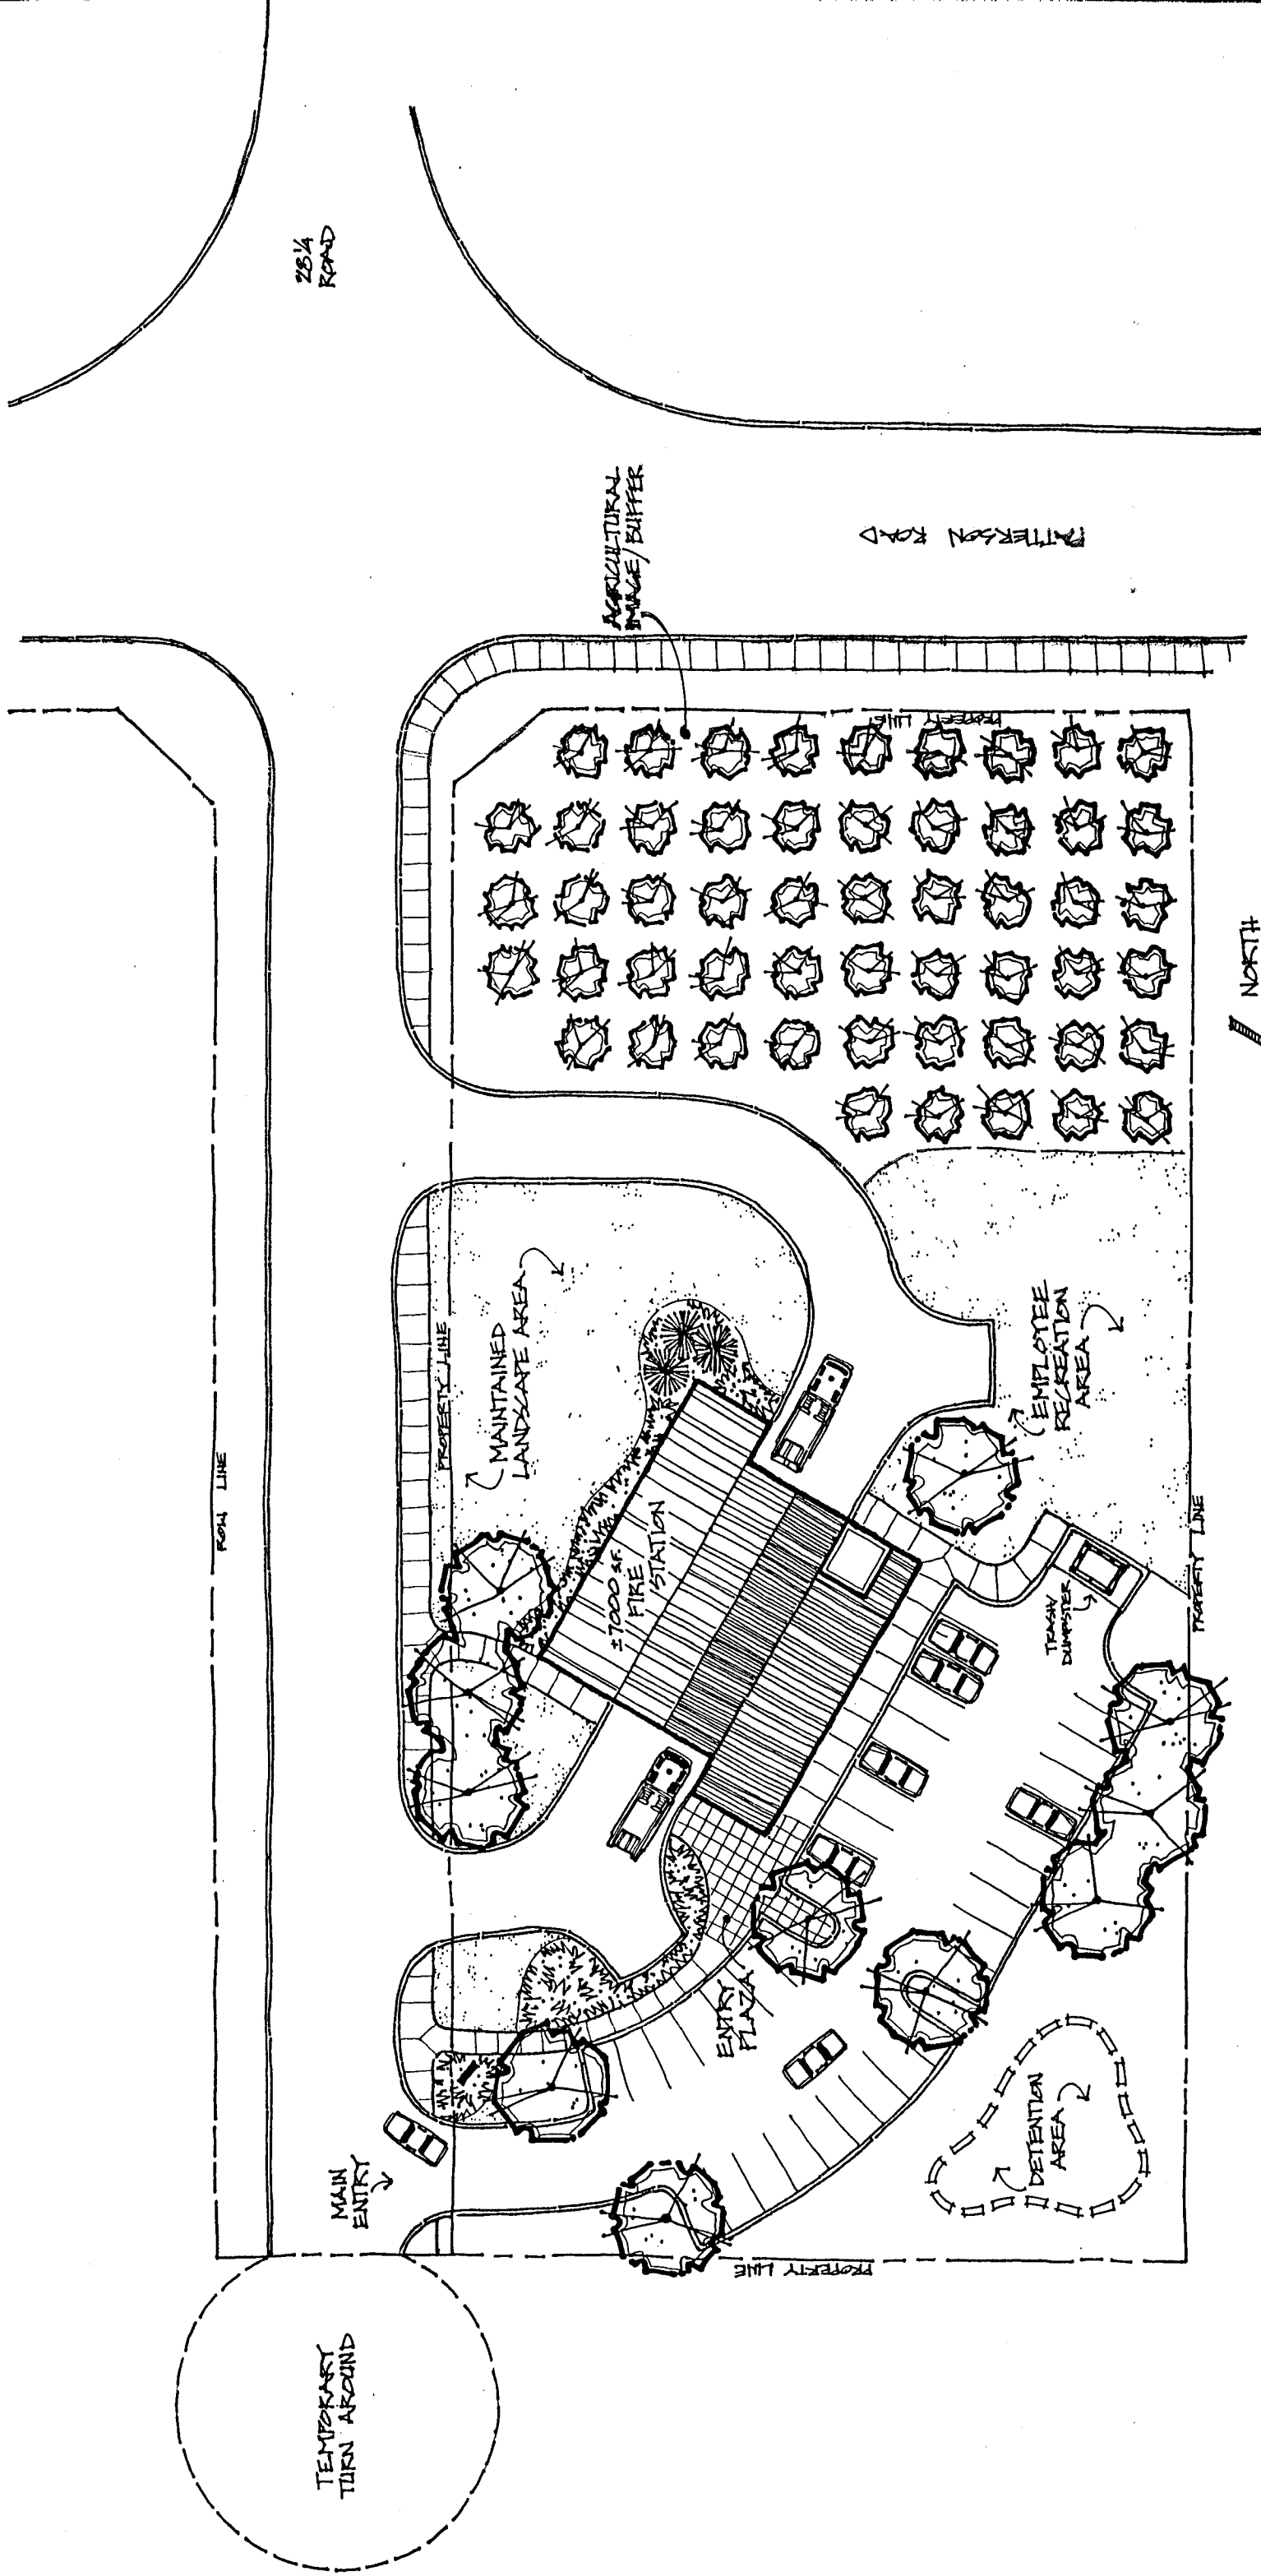 28 1/4
ROAD
AGRICULTURAL
IMAGE/BUFFER
PATTERSON ROAD
PROPERTY LINE
NORTH
MAINTAINED
LANDSCAPE AREA
PROPERTY LINE
ROW LINE
EMPLOYEE
RECREATION
AREA
±7000 S.F.
FIRE
STATION
TRASH
DUMPSTER
PROPERTY LINE
ENTRY
PLAZA
MAIN
ENTRY
DETENTION
AREA
PROPERTY LINE
TEMPORARY
TURN AROUND